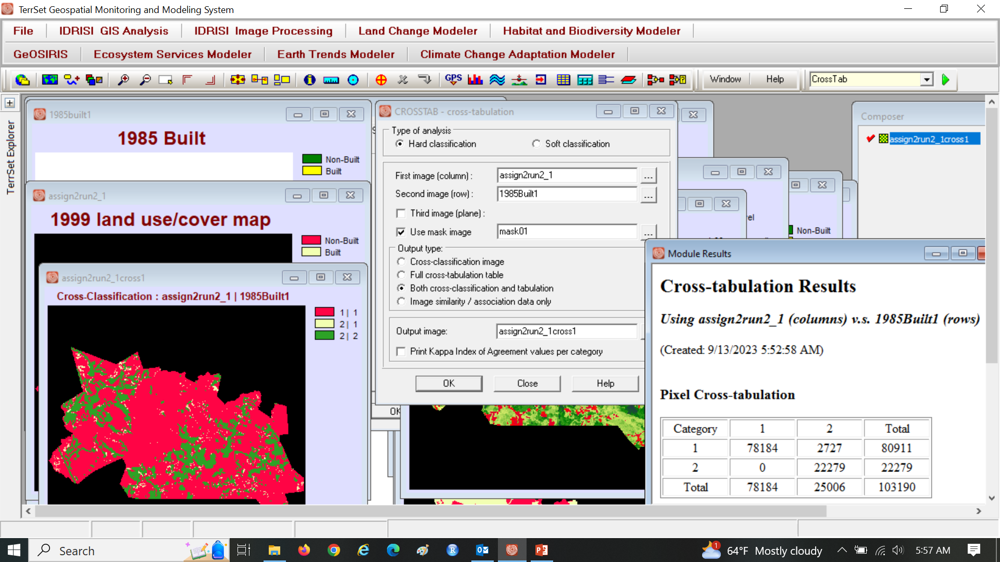 TerrSet Geospatial Monitoring and Modeling System
File IDRISI GIS Analysis IDRISI Image Processing Land Change Modeler Habitat and Biodiversity Modeler
GeOSIRIS Ecosystem Services Modeler Earth Trends Modeler Climate Change Adaptation Modeler
GPS Window Help CrossTab
TerrSet Explorer
1985built1
1985 Built
Non-Built
Built
assign2run2_1
1999 land use/cover map
Non-Built
Built
assign2run2_1cross1
Cross-Classification : assign2run2_1 | 1985Built1
1 | 1
2 | 1
2 | 2
CROSSTAB - cross-tabulation
Type of analysis
Hard classification Soft classification
First image (column) : assign2run2_1 ...
Second image (row) : 1985Built1 ...
Third image (plane) :
Use mask image mask01 ...
Output type:
Cross-classification image
Full cross-tabulation table
Both cross-classification and tabulation
Image similarity / association data only
Output image: assign2run2_1cross1
Print Kappa Index of Agreement values per category
OK Close Help
OK
Composer
assign2run2_1cross1
Non-Built
Module Results
Cross-tabulation Results
Using assign2run2_1 (columns) v.s. 1985Built1 (rows)
(Created: 9/13/2023 5:52:58 AM)
Pixel Cross-tabulation
Category 1 2 Total
1 78184 2727 80911
2 0 22279 22279
Total 78184 25006 103190
Search
1
64°F Mostly cloudy
5:57 AM